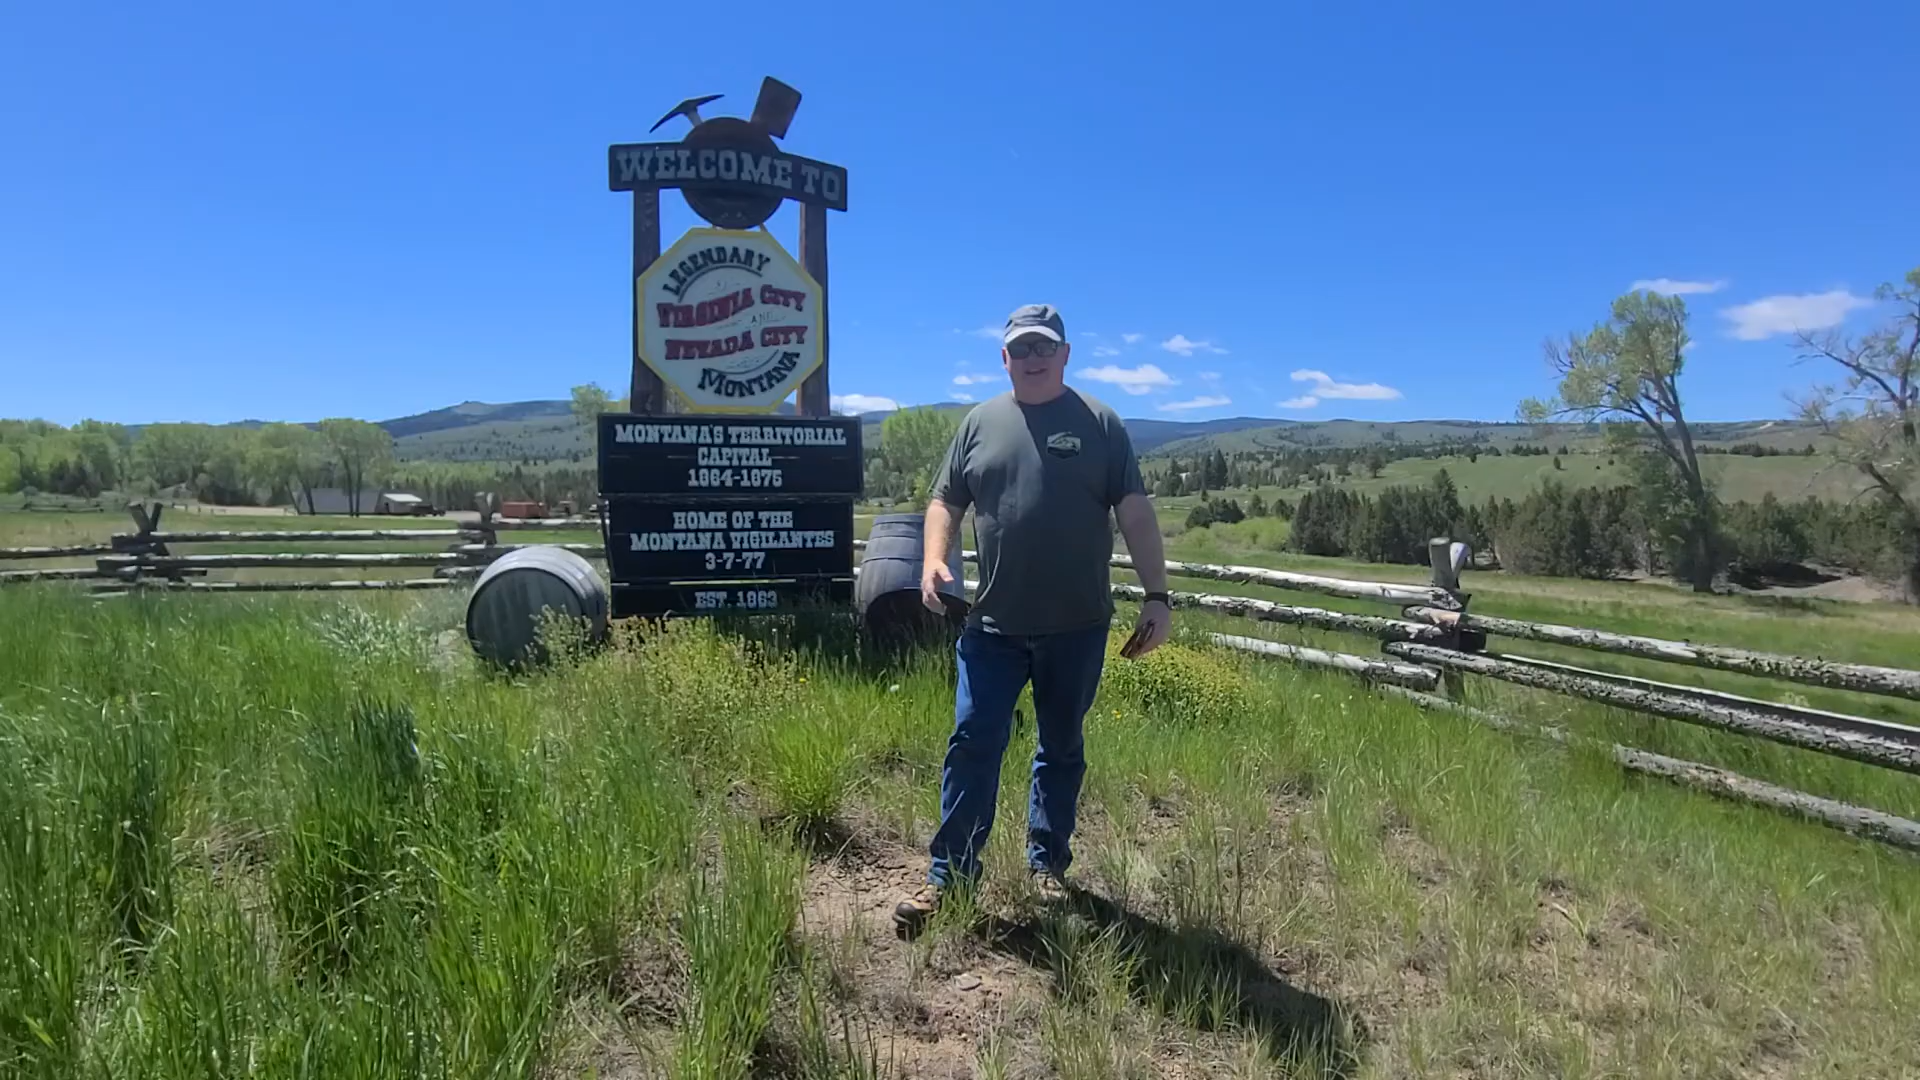 WELCOME TO
LEGENDARY
VIRGINIA CITY
AND
NEVADA CITY
MONTANA
MONTANA'S TERRITORIAL
CAPITAL
1864-1875
HOME OF THE
MONTANA VIGILANTES
3-7-77
EST. 1863